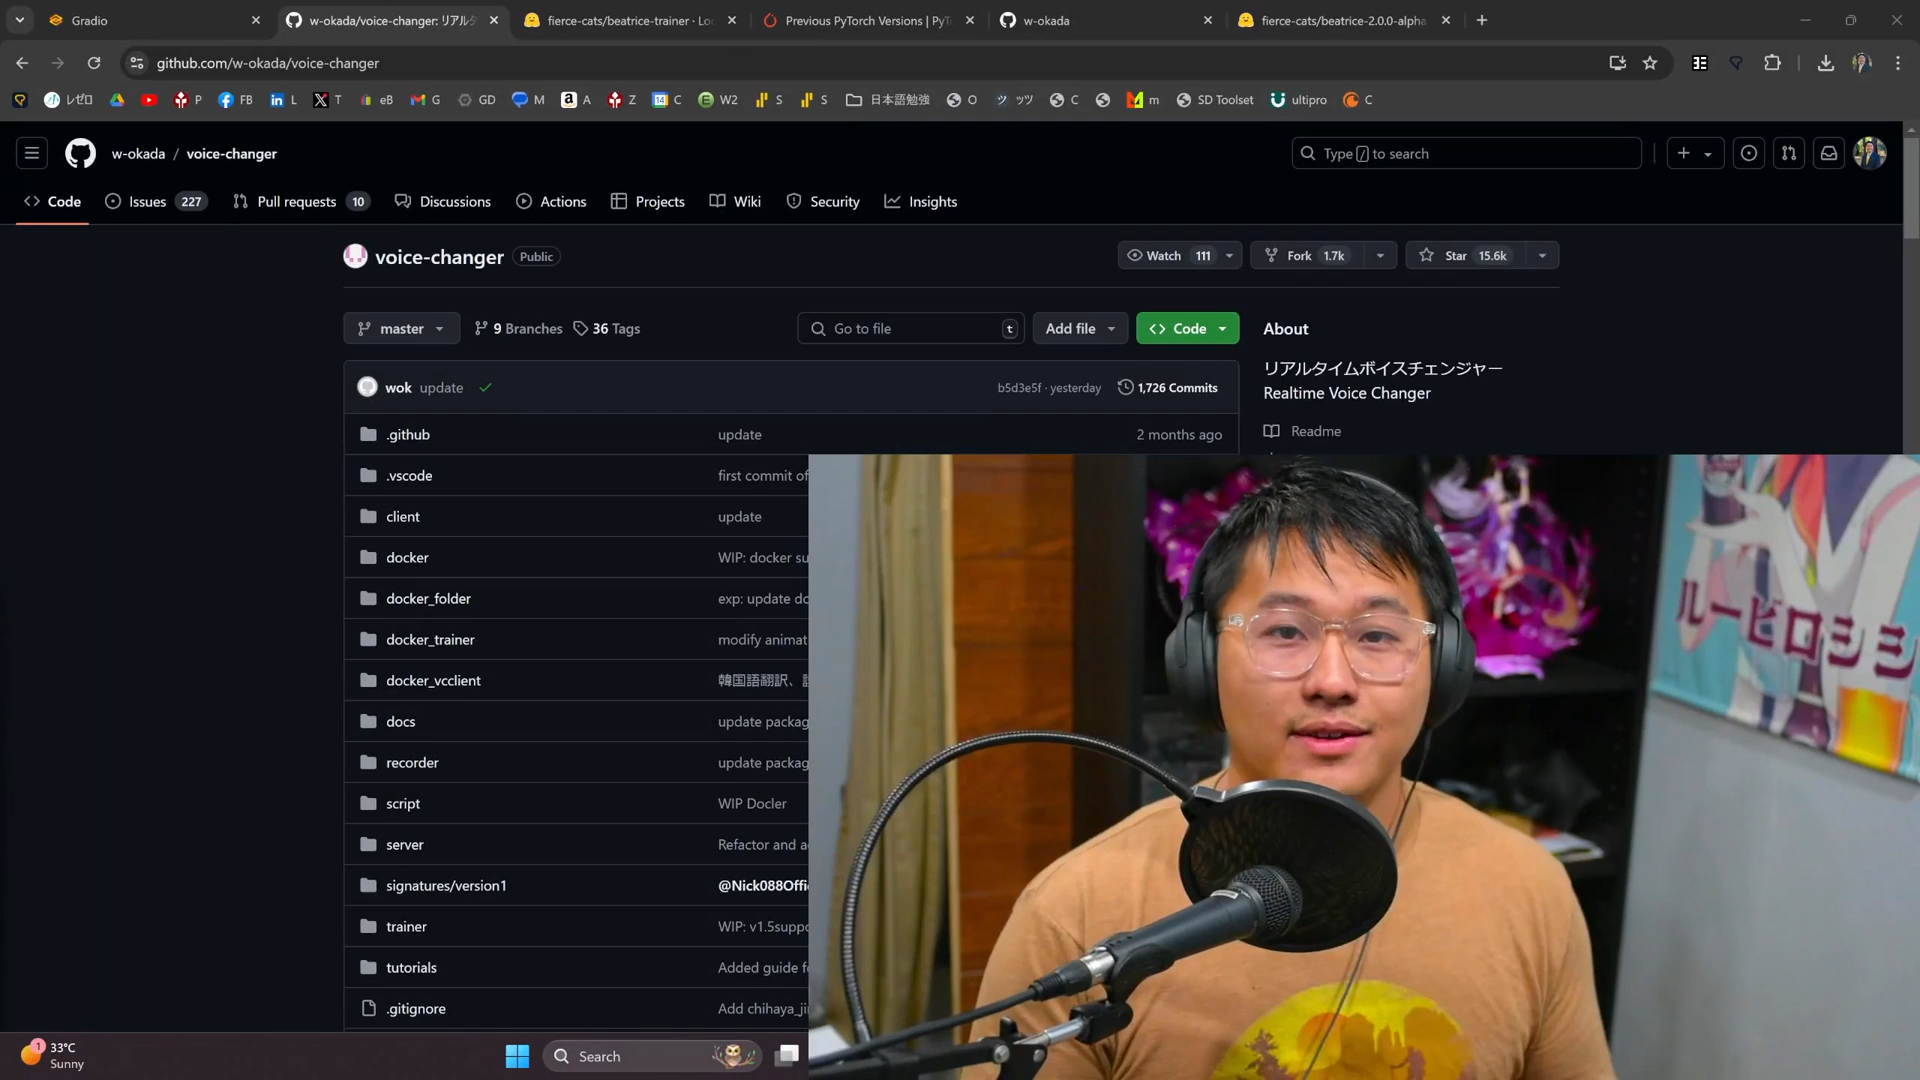 Gradio
w-okada/voice-changer: リアルタ
fierce-cats/beatrice-trainer · Lo
Previous PyTorch Versions | PyT
w-okada
fierce-cats/beatrice-2.0.0-alpha
github.com/w-okada/voice-changer
レゼロ
P
FB
L
T
eB
G
GD
M
A
Z
C
W2
S
S
日本語勉強
O
ッツ
C
m
SD Toolset
ultipro
C
w-okada / voice-changer
Type / to search
Code
Issues 227
Pull requests 10
Discussions
Actions
Projects
Wiki
Security
Insights
voice-changer Public
Watch 111
Fork 1.7k
Star 15.6k
master
9 Branches
36 Tags
Go to file t
Add file
Code
About
wok update b5d3e5f · yesterday 1,726 Commits
リアルタイムボイスチェンジャー
Realtime Voice Changer
Readme
.github update 2 months ago
.vscode first commit of
client update
docker WIP: docker su
docker_folder exp: update do
docker_trainer modify animat
docker_vcclient 韓国語翻訳、
docs update packag
recorder update packag
script WIP Docler
server Refactor and a
signatures/version1 @Nick088Offi
trainer WIP: v1.5suppo
tutorials Added guide f
.gitignore Add chihaya_ji
ルービロシシ
1
33°C
Sunny
Search